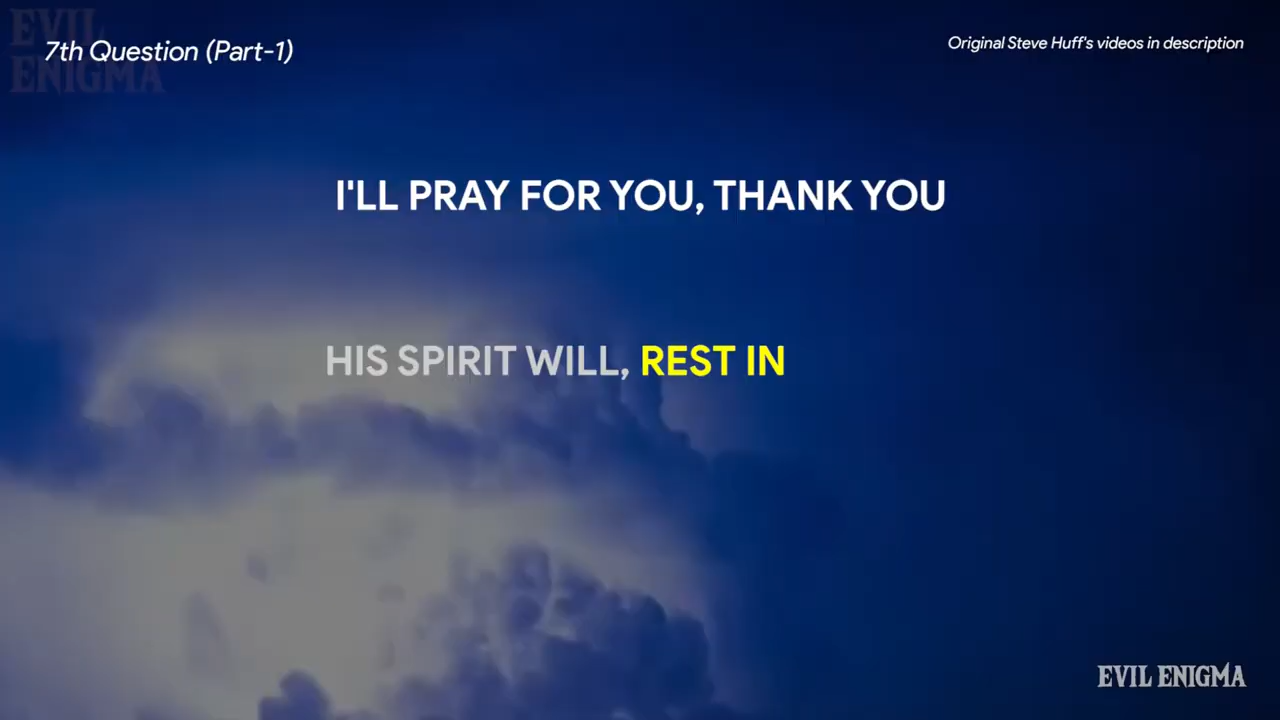 EVIL
ENIGMA
7th Question (Part-1)
Original Steve Huff's videos in description
I'LL PRAY FOR YOU, THANK YOU
HIS SPIRIT WILL, REST IN
EVIL ENIGMA